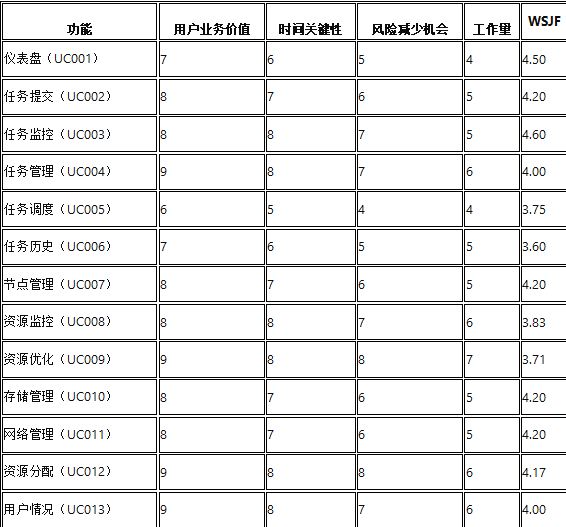 功能 用户业务价值 时间关键性 风险减少机会 工作量 WSJF
仪表盘（UC001） 7 6 5 4 4.50
任务提交（UC002） 8 7 6 5 4.20
任务监控（UC003） 8 8 7 5 4.60
任务管理（UC004） 9 8 7 6 4.00
任务调度（UC005） 6 5 4 4 3.75
任务历史（UC006） 7 6 5 5 3.60
节点管理（UC007） 8 7 6 5 4.20
资源监控（UC008） 8 8 7 6 3.83
资源优化（UC009） 9 8 8 7 3.71
存储管理（UC010） 8 7 6 5 4.20
网络管理（UC011） 8 7 6 5 4.20
资源分配（UC012） 9 8 8 6 4.17
用户情况（UC013） 9 8 7 6 4.00